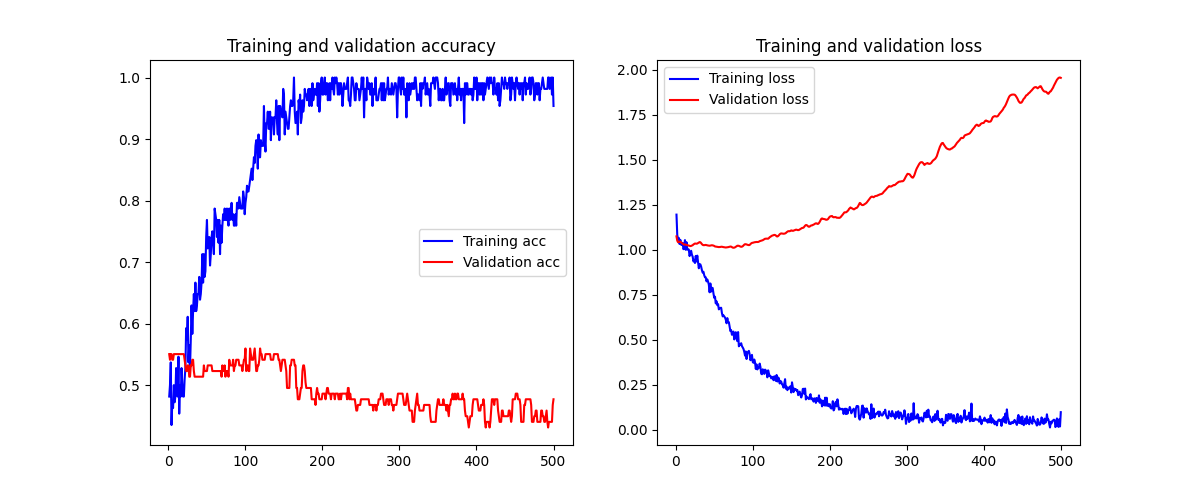 Training and validation accuracy
1.0
0.9
0.8
0.7
0.6
0.5
Training acc
Validation acc
0 100 200 300 400 500
Training and validation loss
2.00
1.75
1.50
1.25
1.00
0.75
0.50
0.25
0.00
Training loss
Validation loss
0 100 200 300 400 500